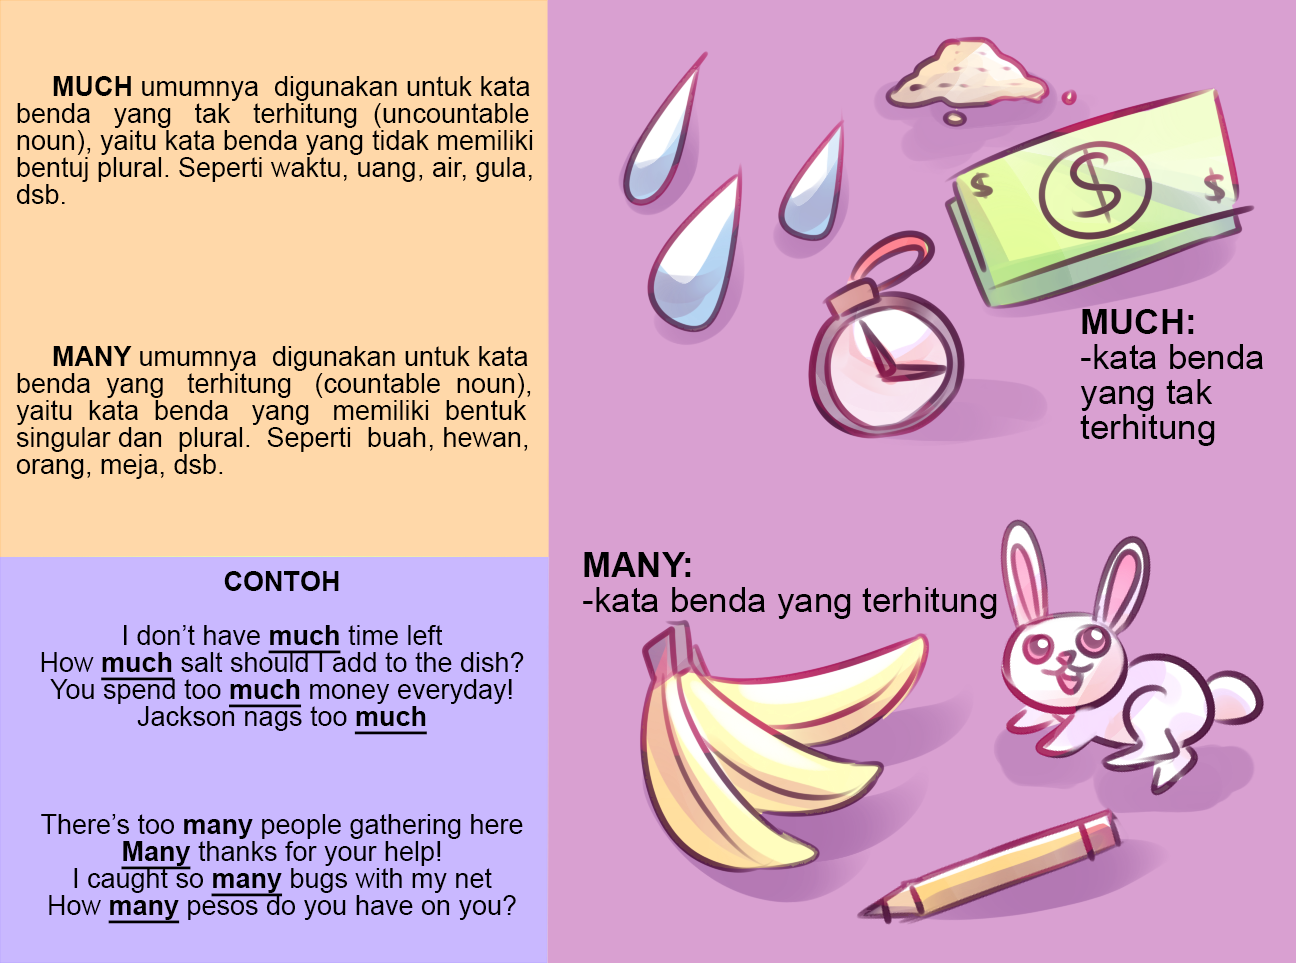 MUCH umumnya digunakan untuk kata
benda yang tak terhitung (uncountable
noun), yaitu kata benda yang tidak memiliki
bentuj plural. Seperti waktu, uang, air, gula,
dsb.
MANY umumnya digunakan untuk kata
benda yang terhitung (countable noun),
yaitu kata benda yang memiliki bentuk
singular dan plural. Seperti buah, hewan,
orang, meja, dsb.
CONTOH
I don't have much time left
How much salt should I add to the dish?
You spend too much money everyday!
Jackson nags too much
There's too many people gathering here
Many thanks for your help!
I caught so many bugs with my net
How many pesos do you have on you?
$ $ $
MUCH:
-kata benda
yang tak
terhitung
MANY:
-kata benda yang terhitung